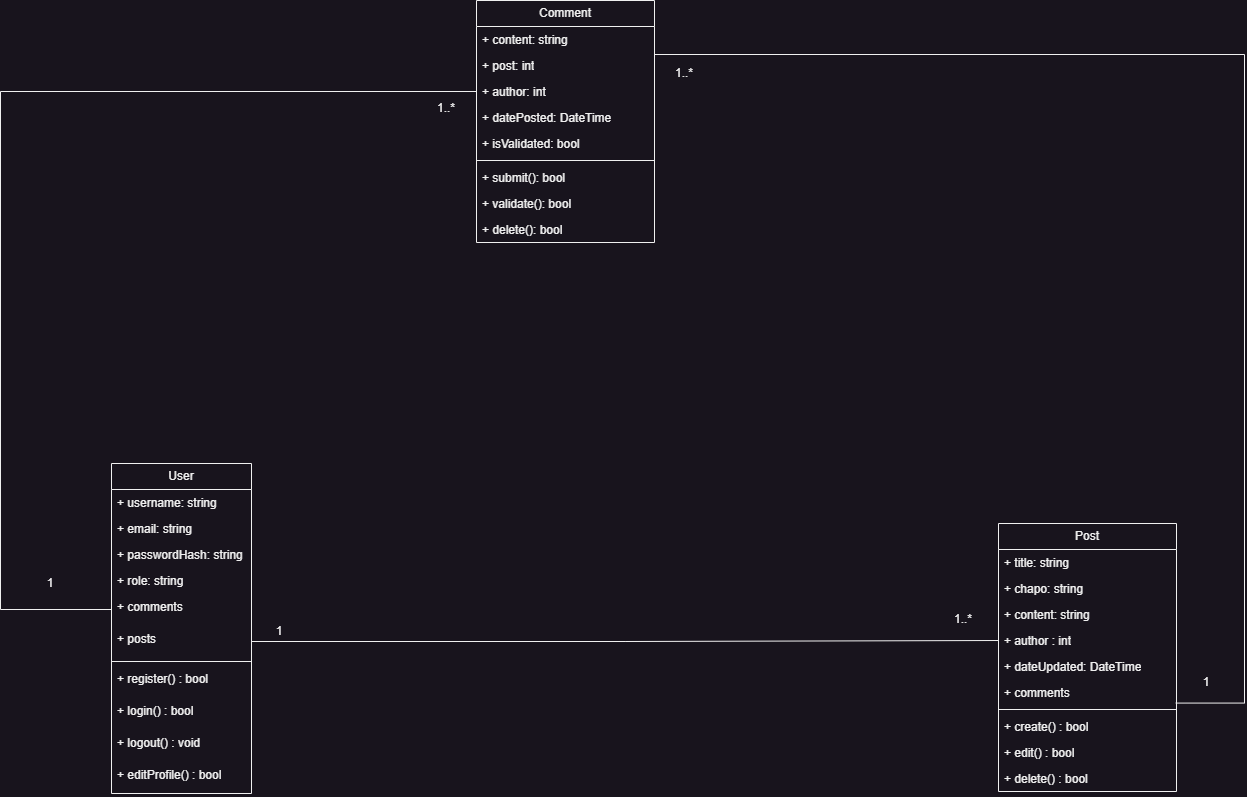 Comment
+ content: string
+ post: int
+ author: int
+ datePosted: DateTime
+ isValidated: bool
+ submit(): bool
+ validate(): bool
+ delete(): bool
1..*
1..*
User
+ username: string
+ email: string
+ passwordHash: string
+ role: string
+ comments
+ posts
+ register() : bool
+ login() : bool
+ logout() : void
+ editProfile() : bool
1
1
1..*
Post
+ title: string
+ chapo: string
+ content: string
+ author : int
+ dateUpdated: DateTime
+ comments
+ create() : bool
+ edit() : bool
+ delete() : bool
1